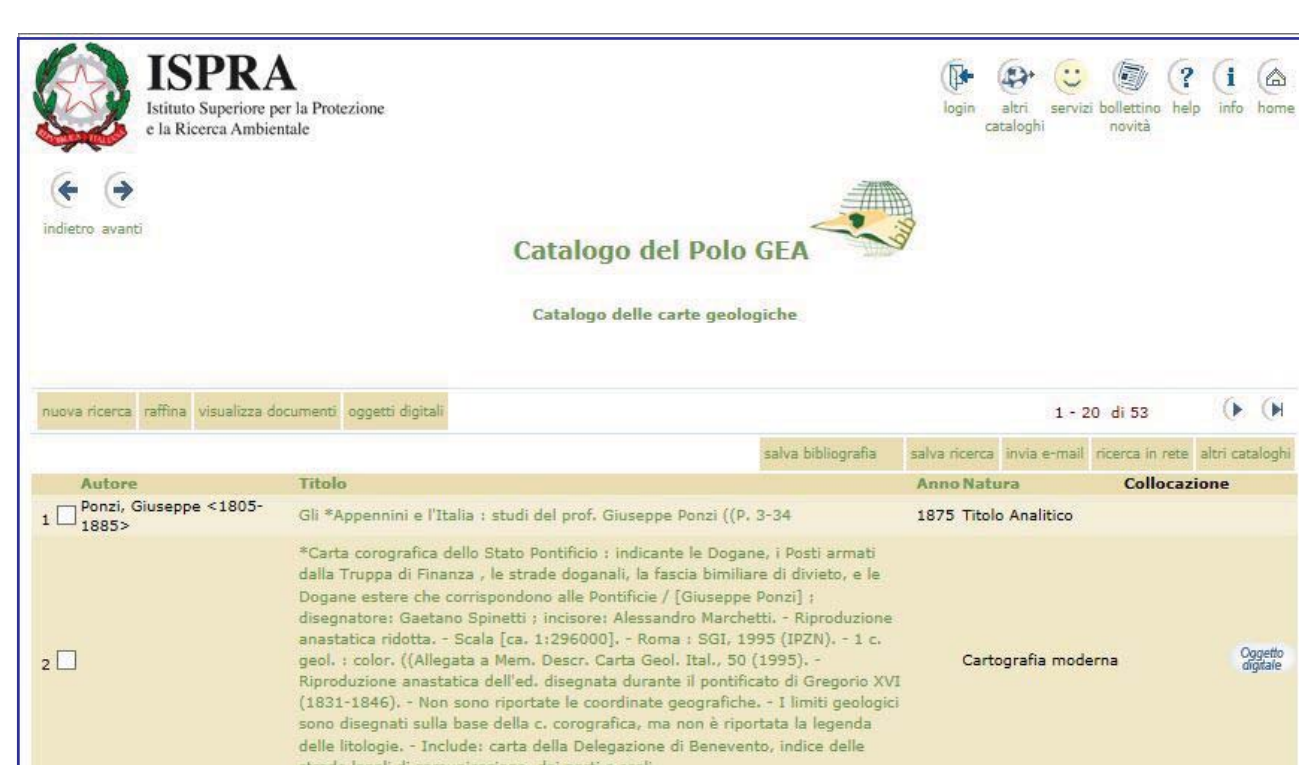 ISPRA
Istituto Superiore per la Protezione
e la Ricerca Ambientale
REPVBBLICA ITALIANA
login altri servizi bollettino help info home
cataloghi novità
indietro avanti
bib
Catalogo del Polo GEA
Catalogo delle carte geologiche
nuova ricerca raffina visualizza documenti oggetti digitali 1 - 20 di 53
salva bibliografia salva ricerca invia e-mail ricerca in rete altri cataloghi
Autore Titolo Anno Natura Collocazione
1 Ponzi, Giuseppe <1805-
1885> Gli *Appennini e l'Italia : studi del prof. Giuseppe Ponzi ((P. 3-34 1875 Titolo Analitico
*Carta corografica dello Stato Pontificio : indicante le Dogane, i Posti armati
dalla Truppa di Finanza , le strade doganali, la fascia bimiliare di divieto, e le
Dogane estere che corrispondono alle Pontificie / [Giuseppe Ponzi] ;
disegnatore: Gaetano Spinetti ; incisore: Alessandro Marchetti. - Riproduzione
anastatica ridotta. - Scala [ca. 1:296000]. - Roma : SGI, 1995 (IPZN). - 1 c.
2 geol. : color. ((Allegata a Mem. Descr. Carta Geol. Ital., 50 (1995). - Cartografia moderna Oggetto digitale
Riproduzione anastatica dell'ed. disegnata durante il pontificato di Gregorio XVI
(1831-1846). - Non sono riportate le coordinate geografiche. - I limiti geologici
sono disegnati sulla base della c. corografica, ma non è riportata la legenda
delle litologie. - Include: carta della Delegazione di Benevento, indice delle